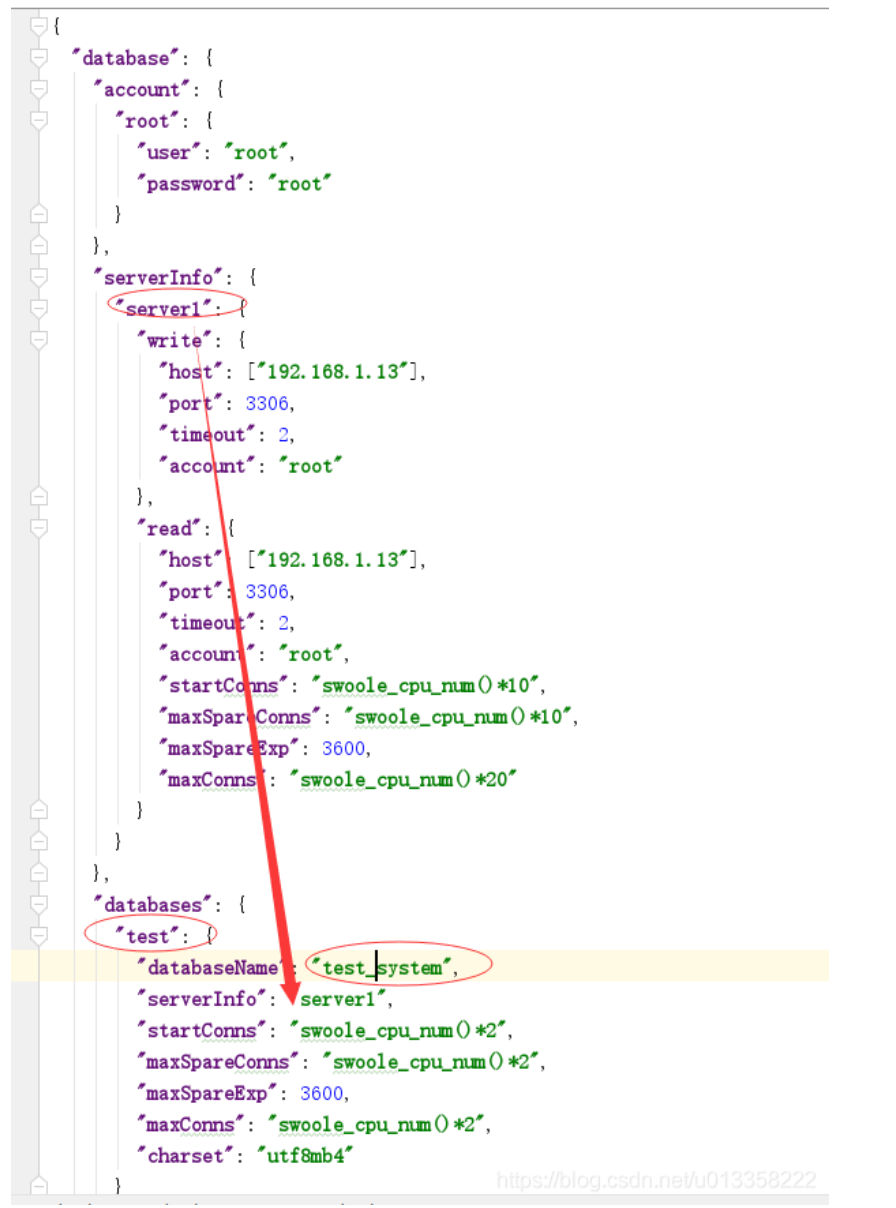 {
"database": {
"account": {
"root": {
"user": "root",
"password": "root"
}
},
"serverInfo": {
"server1": {
"write": {
"host": ["192.168.1.13"],
"port": 3306,
"timeout": 2,
"account": "root"
},
"read": {
"host": ["192.168.1.13"],
"port": 3306,
"timeout": 2,
"account": "root",
"startConns": "swoole_cpu_num()*10",
"maxSpareConns": "swoole_cpu_num()*10",
"maxSpareExp": 3600,
"maxConns": "swoole_cpu_num()*20"
}
}
},
"databases": {
"test": {
"databaseName": "test_system",
"serverInfo": "server1",
"startConns": "swoole_cpu_num()*2",
"maxSpareConns": "swoole_cpu_num()*2",
"maxSpareExp": 3600,
"maxConns": "swoole_cpu_num()*2",
"charset": "utf8mb4"
}
https://blog.csdn.net/u013358222